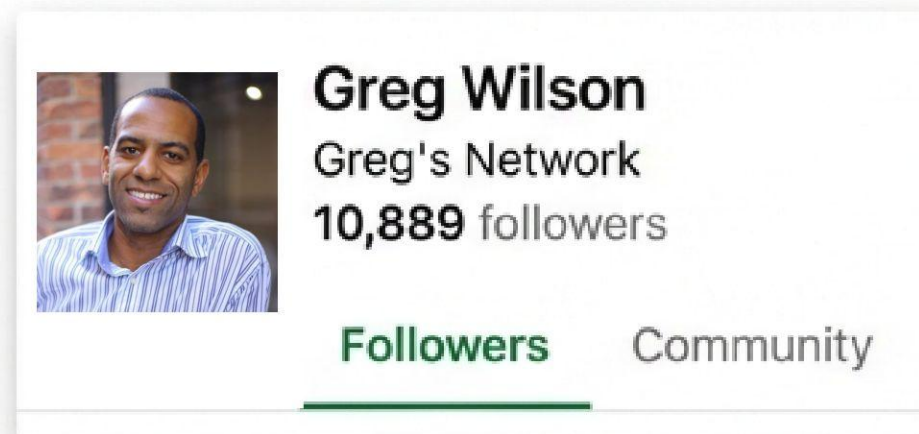 Greg Wilson
Greg's Network
10,889 followers
Followers Community